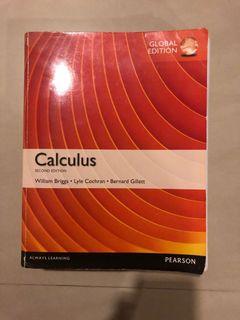 GLOBAL
EDITION
Calculus
SECOND EDITION
William Briggs • Lyle Cochran • Bernard Gillett
ALWAYS LEARNING
PEARSON